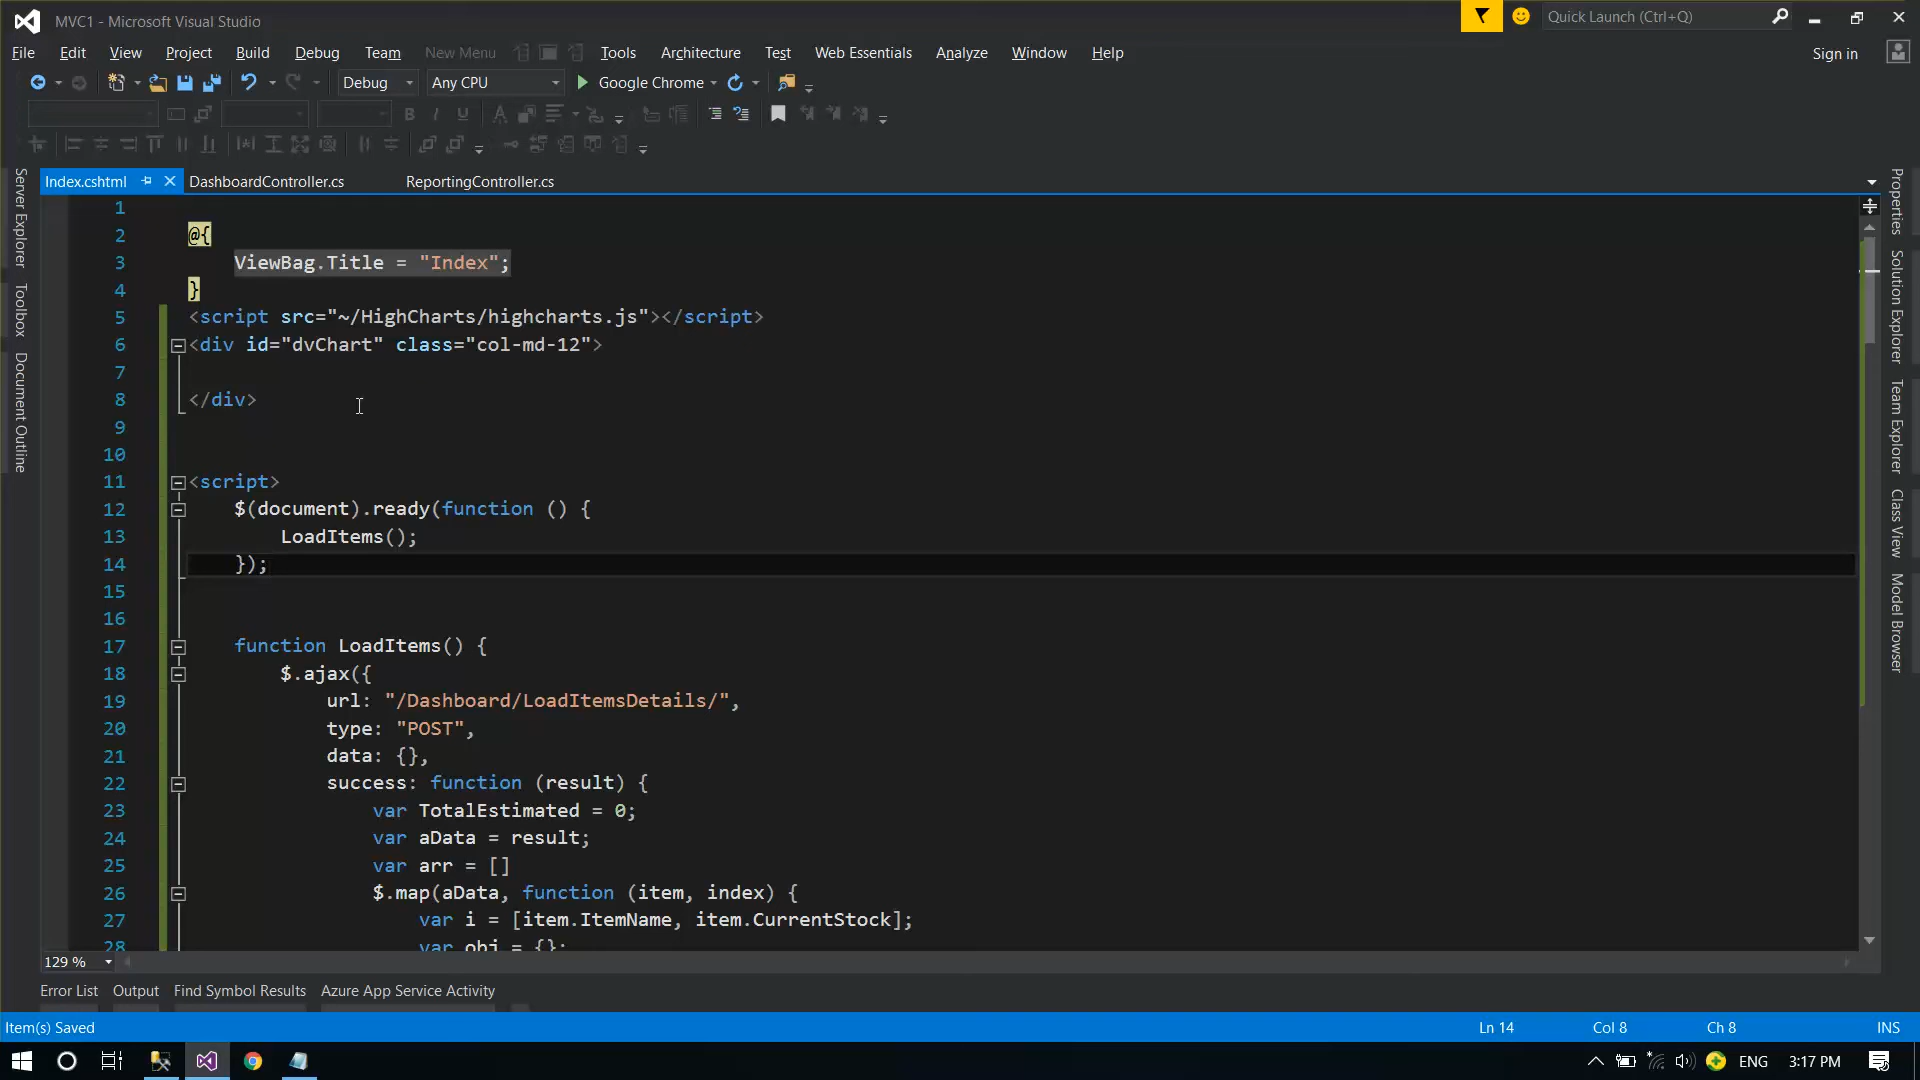 MVC1 - Microsoft Visual Studio
Quick Launch (Ctrl+Q)
File Edit View Project Build Debug Team New Menu Tools Architecture Test Web Essentials Analyze Window Help
Sign in
Debug Any CPU Google Chrome
Index.cshtml DashboardController.cs ReportingController.cs
Server Explorer
Toolbox
Document Outline
1
2 @{
3 ViewBag.Title = "Index";
4 }
5 <script src="~/HighCharts/highcharts.js"></script>
6 <div id="dvChart" class="col-md-12">
7
8 </div>
9
10
11 <script>
12 $(document).ready(function () {
13 LoadItems();
14 });
15
16
17 function LoadItems() {
18 $.ajax({
19 url: "/Dashboard/LoadItemsDetails/",
20 type: "POST",
21 data: {},
22 success: function (result) {
23 var TotalEstimated = 0;
24 var aData = result;
25 var arr = []
26 $.map(aData, function (item, index) {
27 var i = [item.ItemName, item.CurrentStock];
28 var obj = {};
Properties
Solution Explorer
Team Explorer
Class View
Model Browser
129 %
Error List Output Find Symbol Results Azure App Service Activity
Item(s) Saved Ln 14 Col 8 Ch 8 INS
ENG 3:17 PM